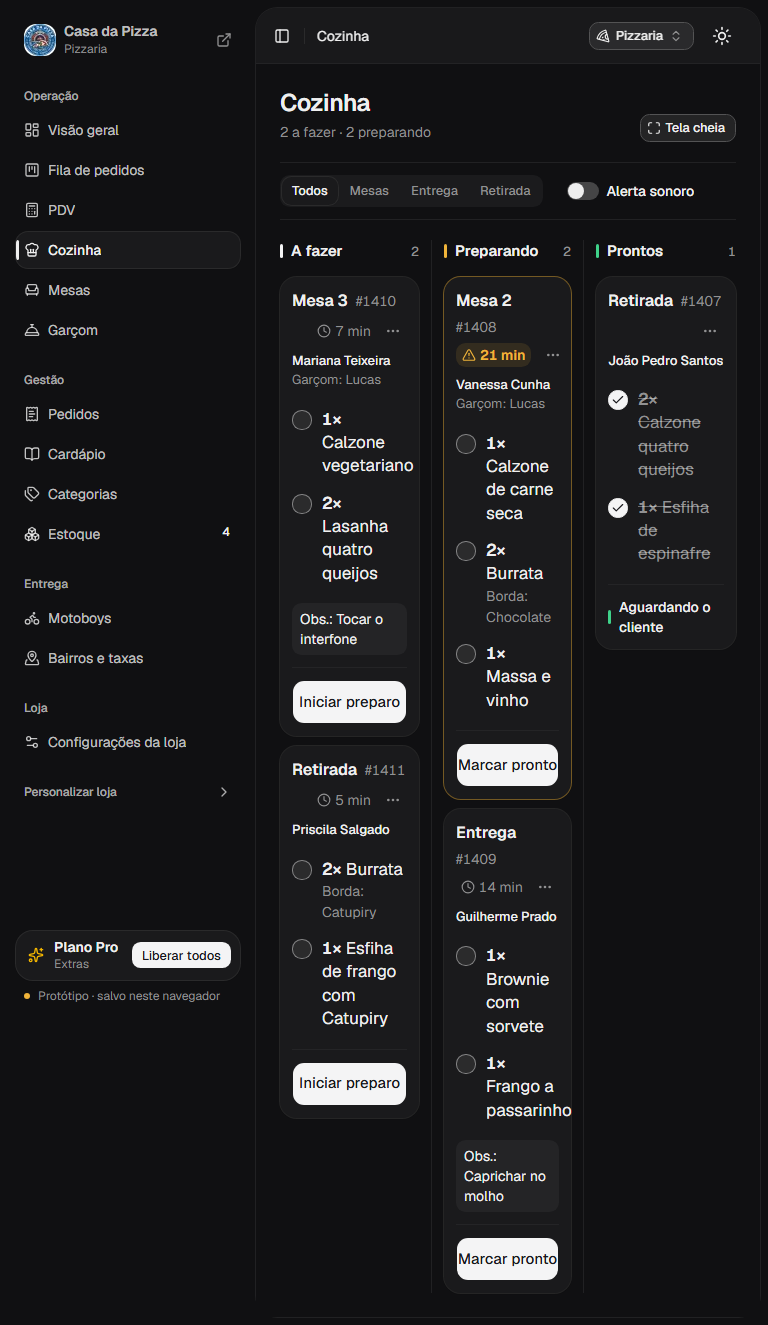 Casa da Pizza
Pizzaria
Operação
Visão geral
Fila de pedidos
PDV
Cozinha
Mesas
Garçom
Gestão
Pedidos
Cardápio
Categorias
Estoque 4
Entrega
Motoboys
Bairros e taxas
Loja
Configurações da loja
Personalizar loja
Plano Pro
Extras
Liberar todos
Protótipo · salvo neste navegador
Cozinha
Pizzaria
Cozinha
2 a fazer · 2 preparando
Tela cheia
Todos Mesas Entrega Retirada
Alerta sonoro
A fazer 2
Mesa 3 #1410
7 min
Mariana Teixeira
Garçom: Lucas
1×
Calzone
vegetariano
2×
Lasanha
quatro
queijos
Obs.: Tocar o
interfone
Iniciar preparo
Retirada #1411
5 min
Priscila Salgado
2× Burrata
Borda:
Catupiry
1× Esfiha
de frango
com
Catupiry
Iniciar preparo
Preparando 2
Mesa 2
#1408
21 min
Vanessa Cunha
Garçom: Lucas
1×
Calzone
de carne
seca
2×
Burrata
Borda:
Chocolate
1×
Massa e
vinho
Marcar pronto
Entrega
#1409
14 min
Guilherme Prado
1×
Brownie
com
sorvete
1×
Frango a
passarinho
Obs.:
Caprichar no
molho
Marcar pronto
Prontos 1
Retirada #1407
João Pedro Santos
2×
Calzone
quatro
queijos
1× Esfiha
de
espinafre
Aguardando o
cliente